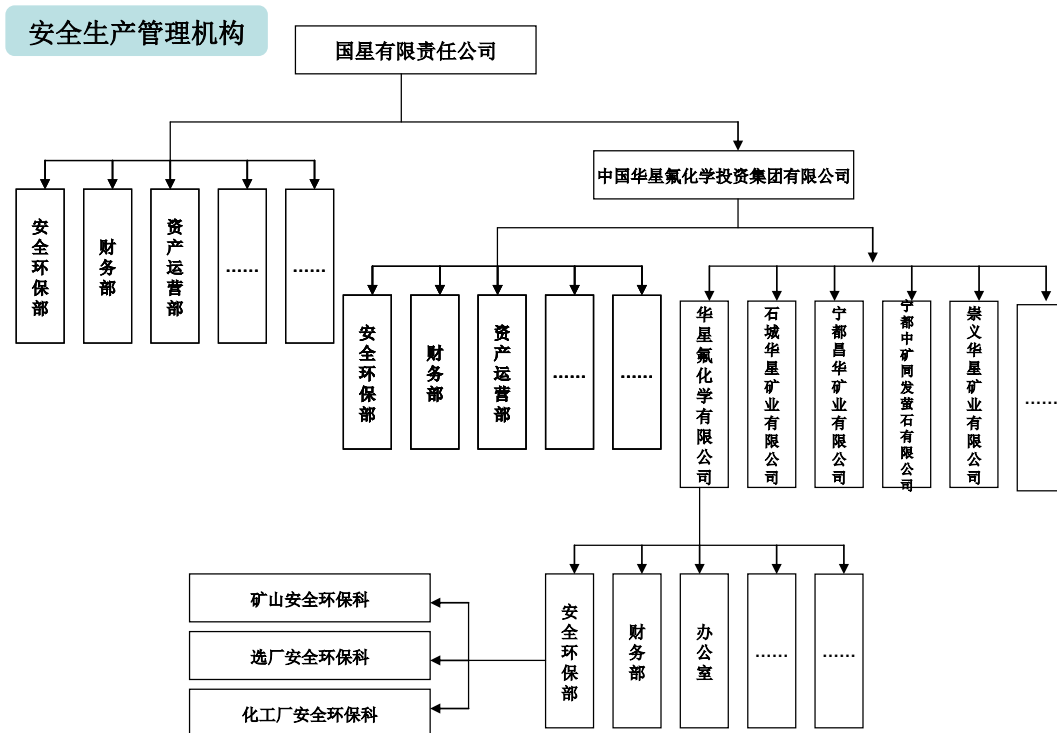 安全生产管理机构
国星有限责任公司
中国华星氟化学投资集团有限公司
安全环保部
财务部
资产运营部
……
……
安全环保部
财务部
资产运营部
……
……
华星氟化学有限公司
石城华星矿业有限公司
宁都昌华矿业有限公司
宁都中矿同发萤石有限公司
崇义华星矿业有限公司
……
安全环保部
财务部
办公室
……
……
矿山安全环保科
选厂安全环保科
化工厂安全环保科